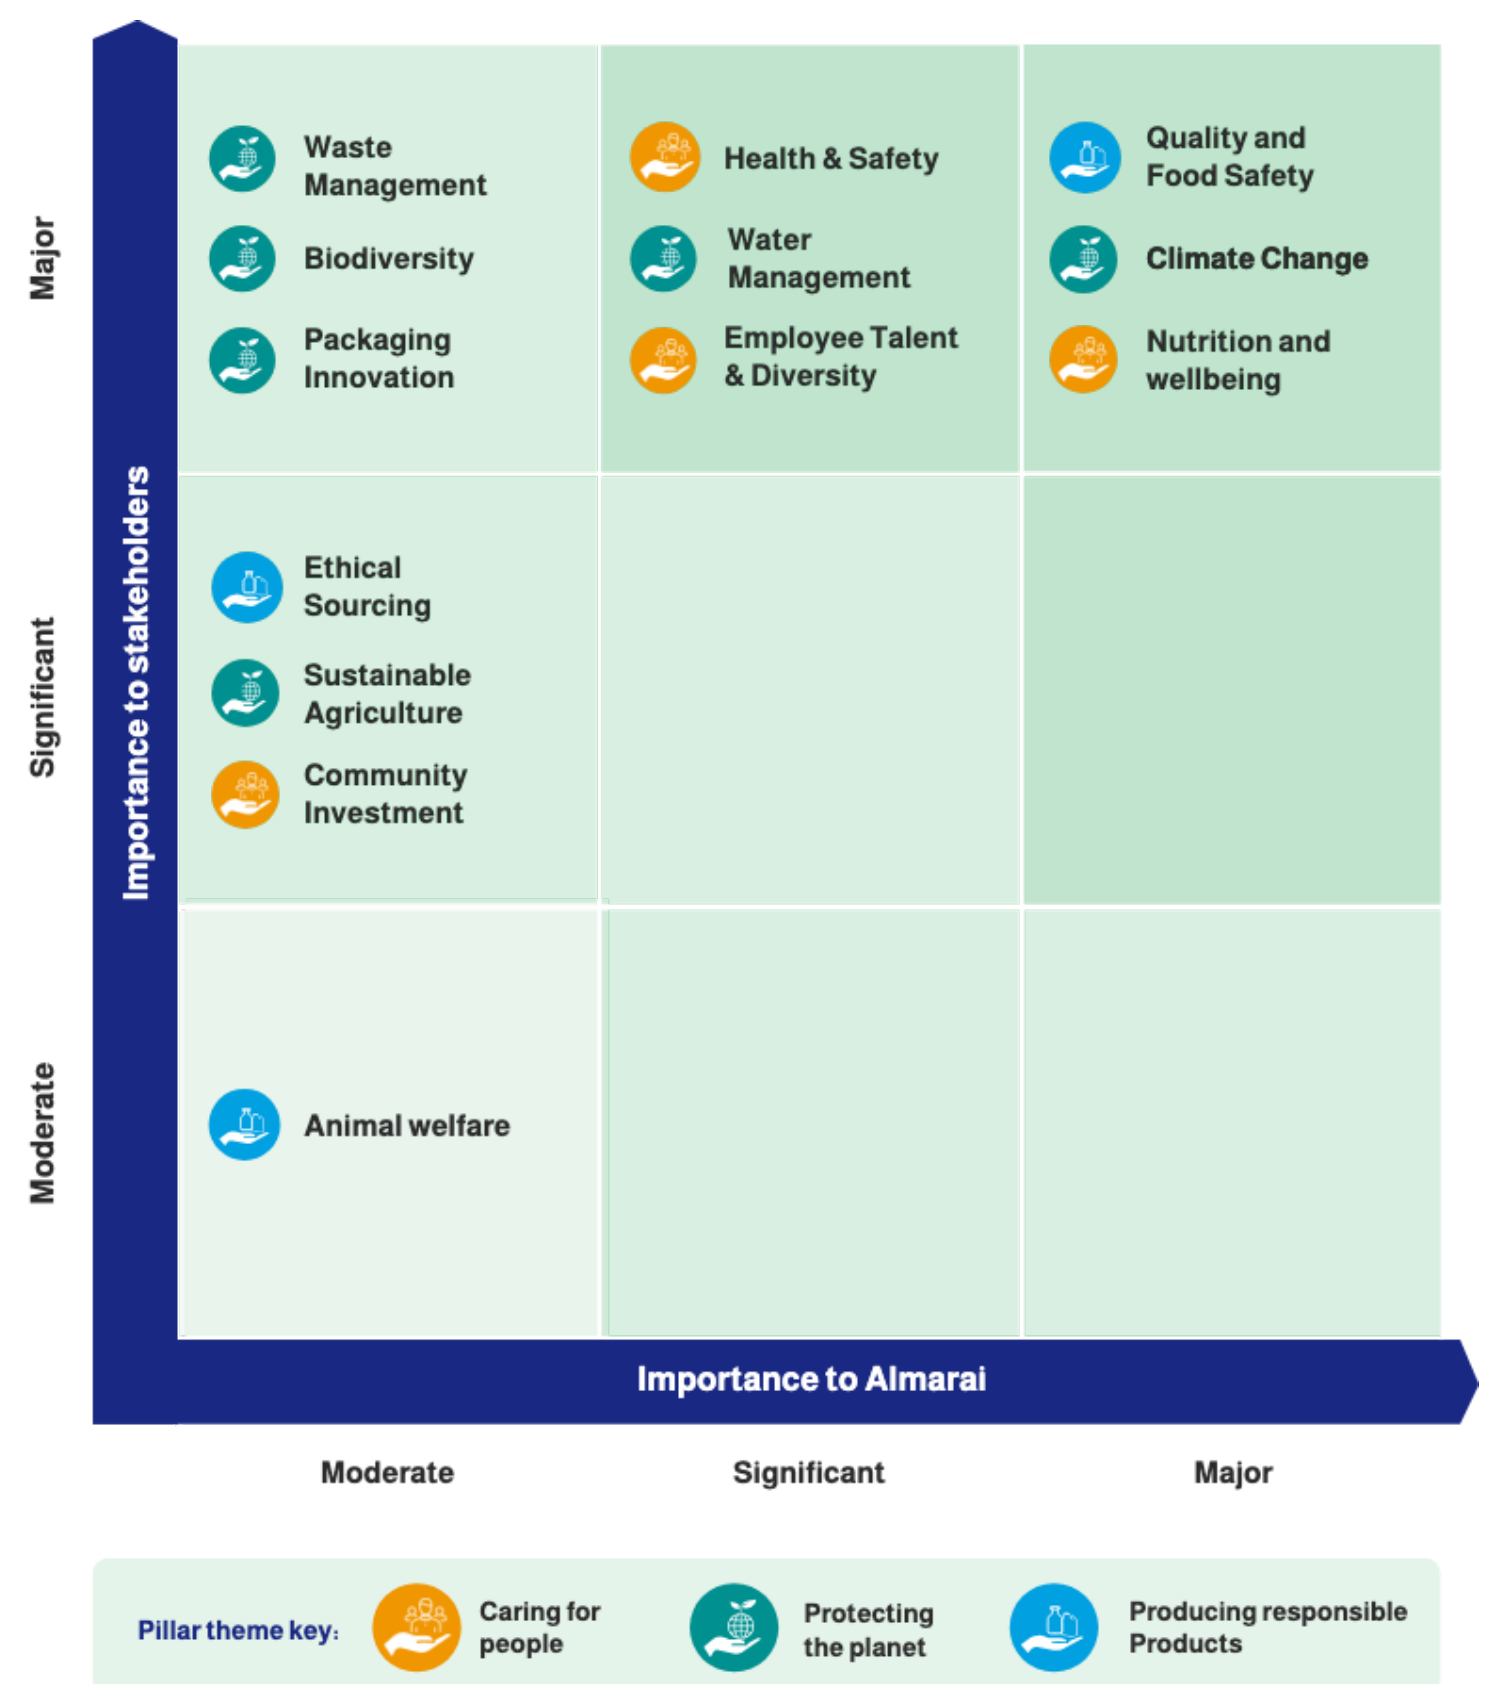 Major
Significant
Moderate
Importance to stakeholders
Waste
Management
Biodiversity
Packaging
Innovation
Health & Safety
Water
Management
Employee Talent
& Diversity
Quality and
Food Safety
Climate Change
Nutrition and
wellbeing
Ethical
Sourcing
Sustainable
Agriculture
Community
Investment
Animal welfare
Importance to Almarai
Moderate
Significant
Major
Pillar theme key:
Caring for
people
Protecting
the planet
Producing responsible
Products